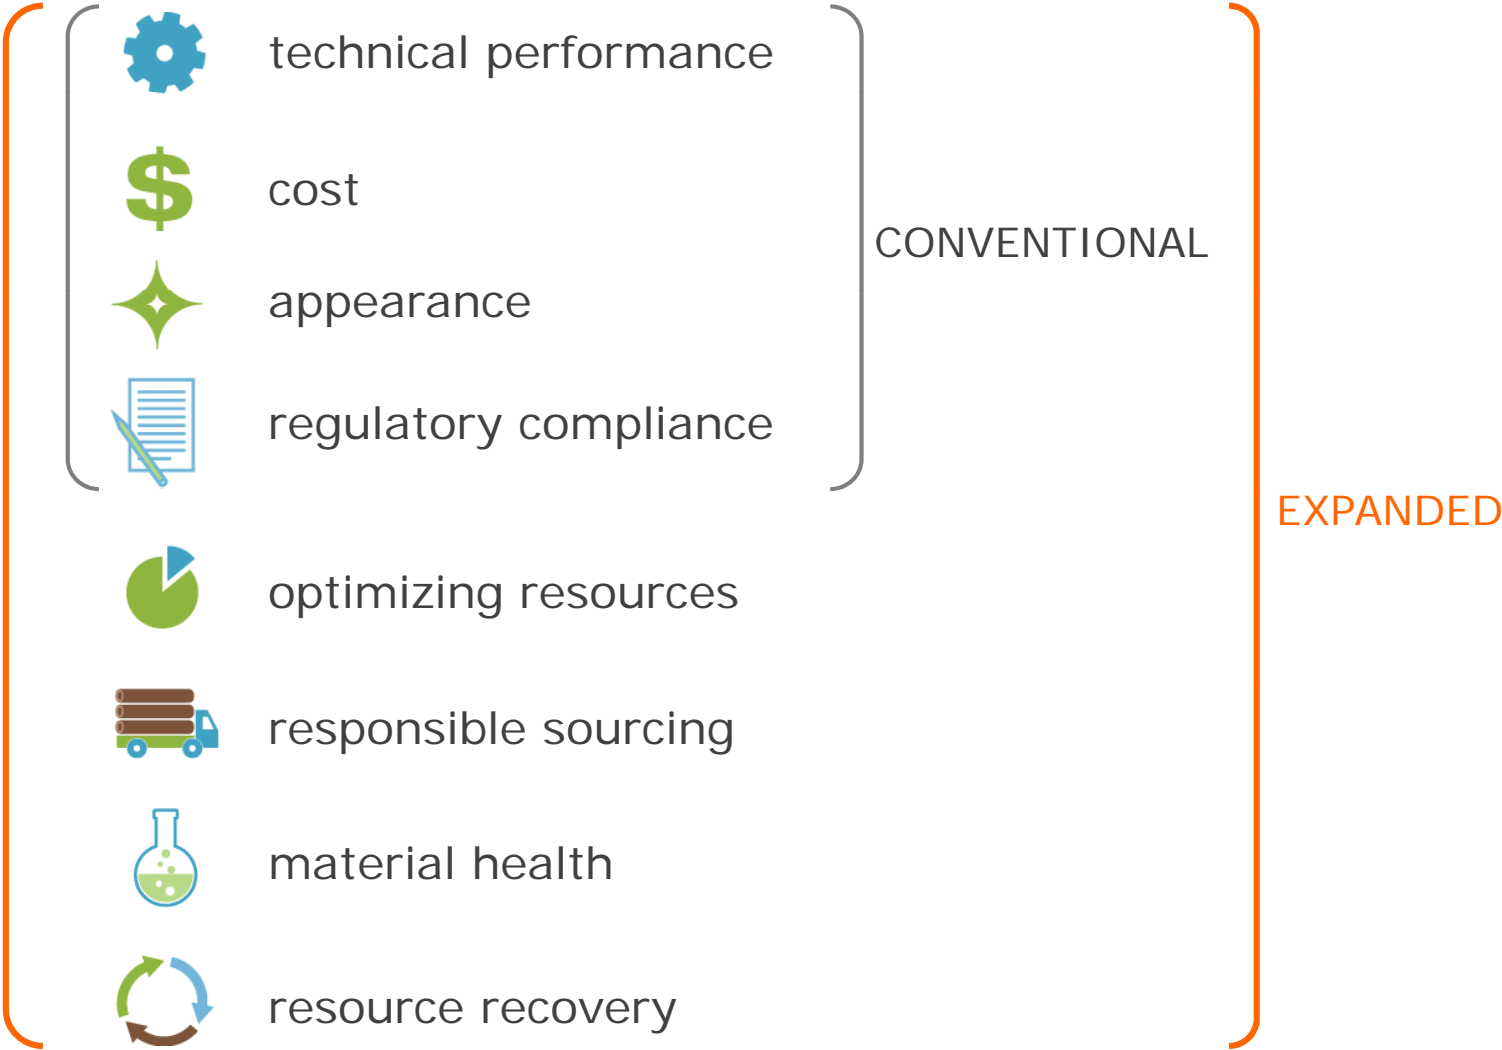 technical performance
$
cost
CONVENTIONAL
appearance
regulatory compliance
EXPANDED
optimizing resources
responsible sourcing
material health
resource recovery